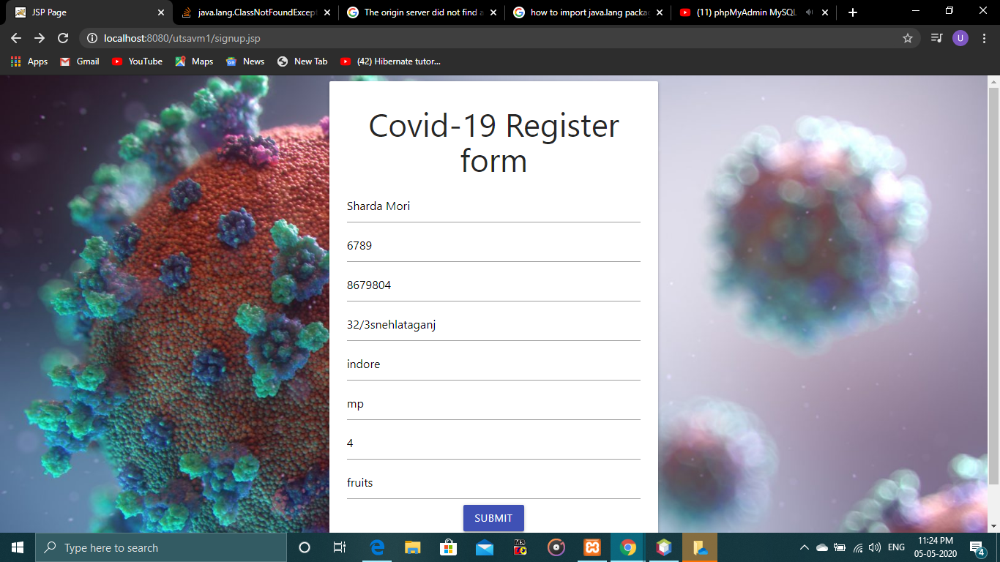 JSP Page
java.lang.ClassNotFoundExcept
The origin server did not find a
how to import java.lang packa
(11) phpMyAdmin MySQL
localhost:8080/utsavm1/signup.jsp
U
Apps
Gmail
YouTube
Maps
News
New Tab
(42) Hibernate tutor...
Covid-19 Register
form
Sharda Mori
6789
8679804
32/3snehlataganj
indore
mp
4
fruits
SUBMIT
Type here to search
ENG
11:24 PM
05-05-2020
4